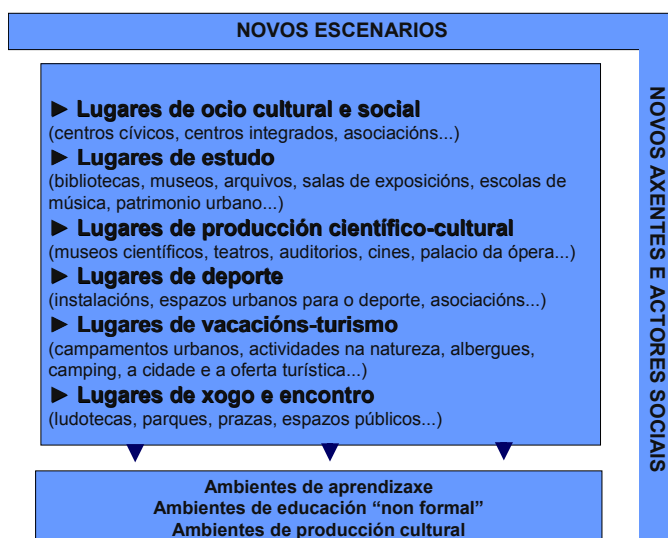 NOVOS ESCENARIOS
► Lugares de ocio cultural e social
(centros cívicos, centros integrados, asociacións...)
► Lugares de estudo
(bibliotecas, museos, arquivos, salas de exposicións, escolas de
música, patrimonio urbano...)
► Lugares de producción científico-cultural
(museos científicos, teatros, auditorios, cines, palacio da ópera...)
► Lugares de deporte
(instalacións, espazos urbanos para o deporte, asociacións...)
► Lugares de vacacións-turismo
(campamentos urbanos, actividades na natureza, albergues,
camping, a cidade e a oferta turística...)
► Lugares de xogo e encontro
(ludotecas, parques, prazas, espazos públicos...)
Ambientes de aprendizaxe
Ambientes de educación “non formal”
Ambientes de producción cultural
NOVOS AXENTES E ACTORES SOCIAIS